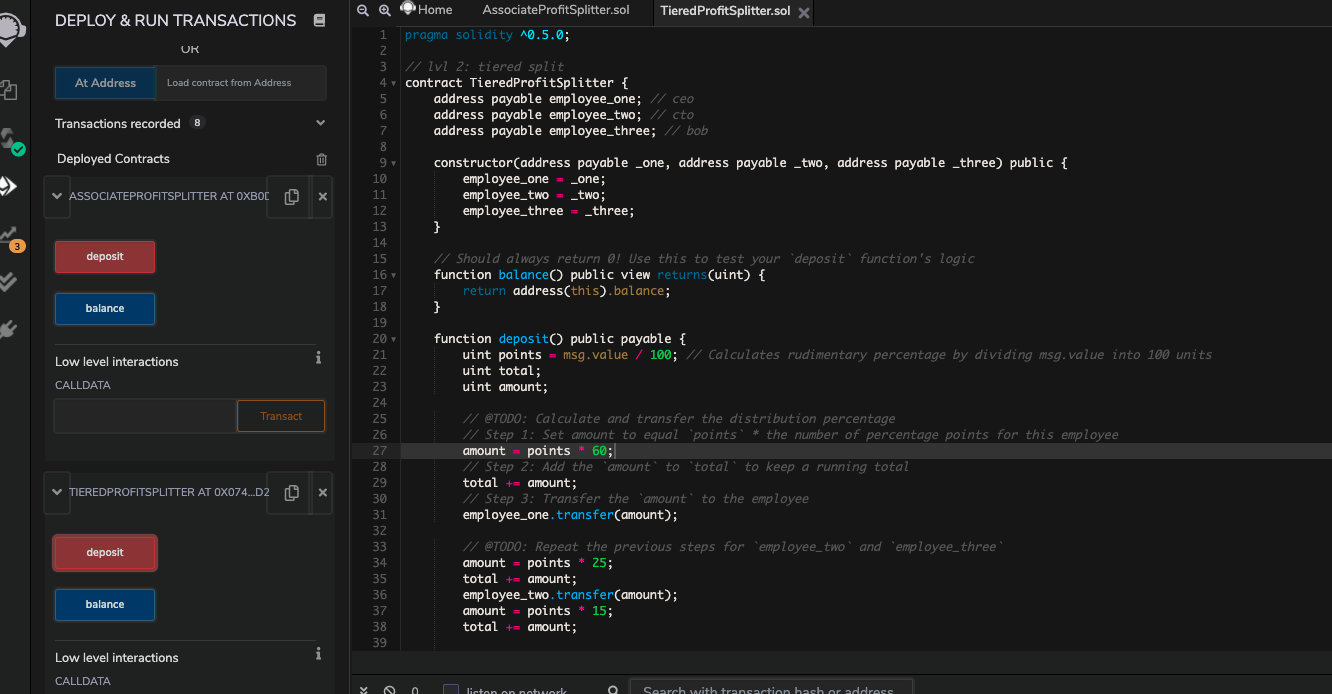 DEPLOY & RUN TRANSACTIONS
OR
At Address
Load contract from Address
Transactions recorded 8
Deployed Contracts
ASSOCIATEPROFITSPLITTER AT 0XB0D
deposit
balance
Low level interactions
CALLDATA
Transact
TIEREDPROFITSPLITTER AT 0X074...D2
deposit
balance
Low level interactions
CALLDATA
3
Home
AssociateProfitSplitter.sol
TieredProfitSplitter.sol
1 pragma solidity ^0.5.0;
2
3 // lvl 2: tiered split
4 contract TieredProfitSplitter {
5 address payable employee_one; // ceo
6 address payable employee_two; // cto
7 address payable employee_three; // bob
8
9 constructor(address payable _one, address payable _two, address payable _three) public {
10 employee_one = _one;
11 employee_two = _two;
12 employee_three = _three;
13 }
14
15 // Should always return 0! Use this to test your `deposit` function's logic
16 function balance() public view returns(uint) {
17 return address(this).balance;
18 }
19
20 function deposit() public payable {
21 uint points = msg.value / 100; // Calculates rudimentary percentage by dividing msg.value into 100 units
22 uint total;
23 uint amount;
24
25 // @TODO: Calculate and transfer the distribution percentage
26 // Step 1: Set amount to equal `points` * the number of percentage points for this employee
27 amount = points * 60;
28 // Step 2: Add the `amount` to `total` to keep a running total
29 total += amount;
30 // Step 3: Transfer the `amount` to the employee
31 employee_one.transfer(amount);
32
33 // @TODO: Repeat the previous steps for `employee_two` and `employee_three`
34 amount = points * 25;
35 total += amount;
36 employee_two.transfer(amount);
37 amount = points * 15;
38 total += amount;
39
0
listen on network
Search with transaction hash or address